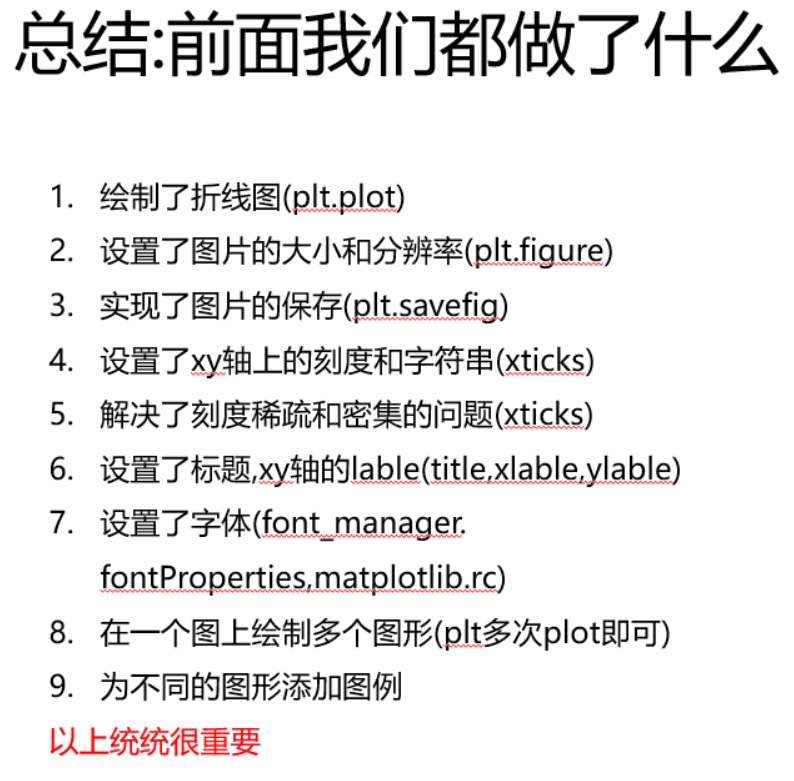 总结:前面我们都做了什么
1. 绘制了折线图(plt.plot)
2. 设置了图片的大小和分辨率(plt.figure)
3. 实现了图片的保存(plt.savefig)
4. 设置了xy轴上的刻度和字符串(xticks)
5. 解决了刻度稀疏和密集的问题(xticks)
6. 设置了标题,xy轴的lable(title,xlable,ylable)
7. 设置了字体(font_manager.
fontProperties,matplotlib.rc)
8. 在一个图上绘制多个图形(plt多次plot即可)
9. 为不同的图形添加图例
以上统统很重要